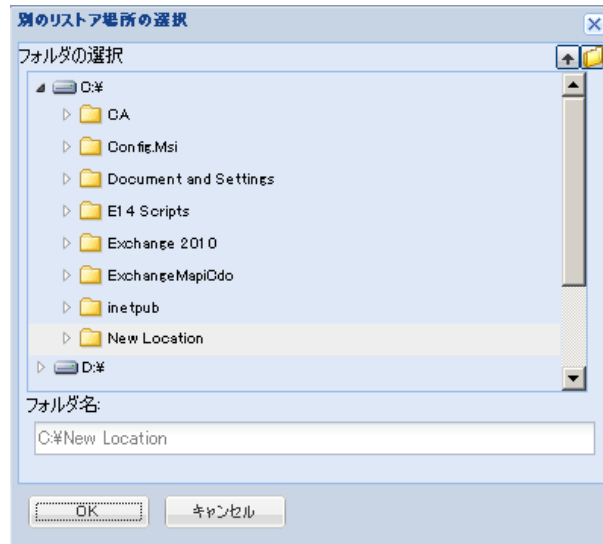 別のリストア場所の選択
フォルダの選択
C:¥
CA
Config.Msi
Document and Settings
E14 Scripts
Exchange 2010
ExchangeMapiCdo
inetpub
New Location
D:¥
フォルダ名:
C:¥New Location
OK
キャンセル